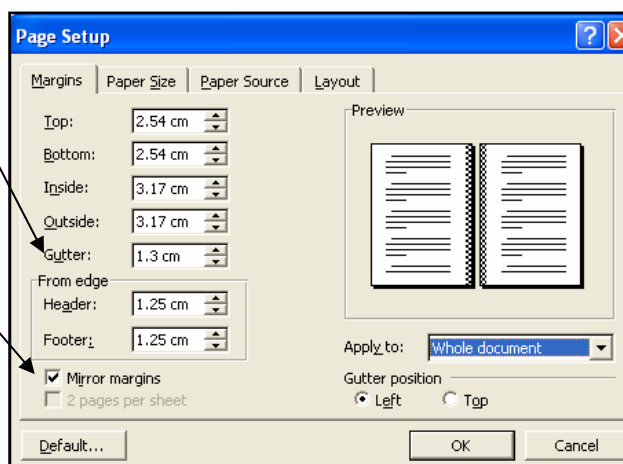 Page Setup
Margins Paper Size Paper Source Layout
Top: 2.54 cm
Bottom: 2.54 cm
Inside: 3.17 cm
Outside: 3.17 cm
Gutter: 1.3 cm
From edge
Header: 1.25 cm
Footer: 1.25 cm
Mirror margins
2 pages per sheet
Preview
Apply to: Whole document
Gutter position
Left Top
Default... OK Cancel